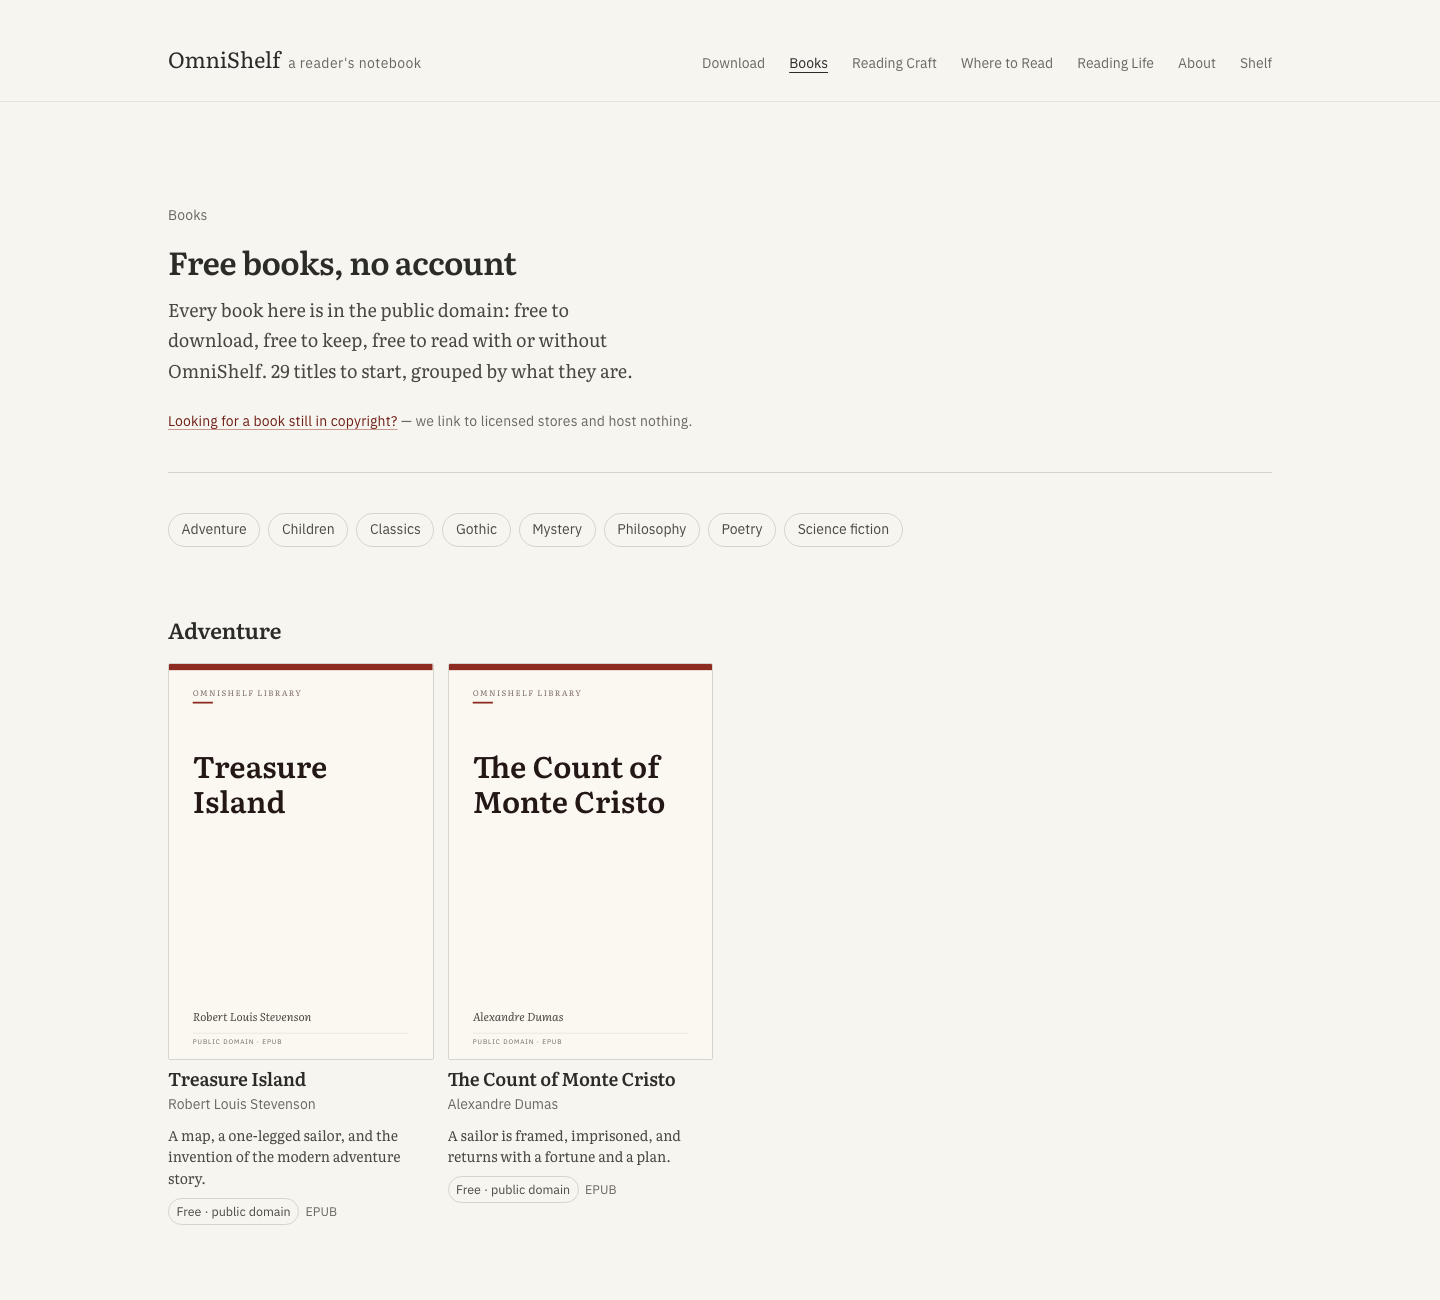 OmniShelf a reader's notebook
Download Books Reading Craft Where to Read Reading Life About Shelf
Books
Free books, no account
Every book here is in the public domain: free to
download, free to keep, free to read with or without
OmniShelf. 29 titles to start, grouped by what they are.
Looking for a book still in copyright? — we link to licensed stores and host nothing.
Adventure Children Classics Gothic Mystery Philosophy Poetry Science fiction
Adventure
OMNISHELF LIBRARY
Treasure
Island
Robert Louis Stevenson
PUBLIC DOMAIN · EPUB
Treasure Island
Robert Louis Stevenson
A map, a one-legged sailor, and the
invention of the modern adventure
story.
Free · public domain EPUB
OMNISHELF LIBRARY
The Count of
Monte Cristo
Alexandre Dumas
PUBLIC DOMAIN · EPUB
The Count of Monte Cristo
Alexandre Dumas
A sailor is framed, imprisoned, and
returns with a fortune and a plan.
Free · public domain EPUB